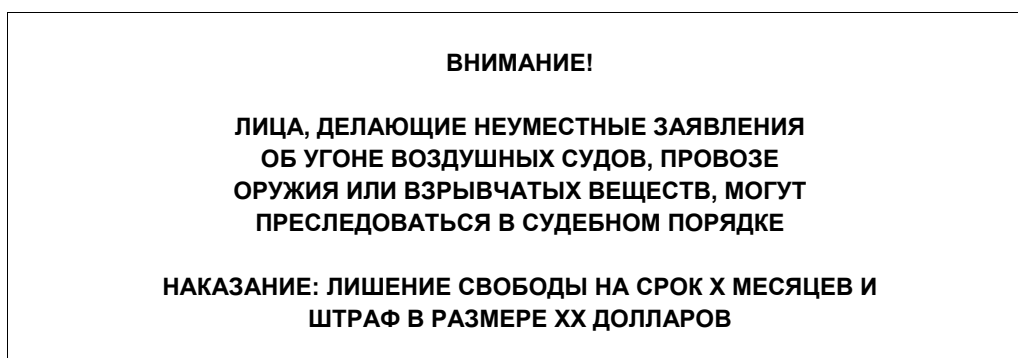 ВНИМАНИЕ!
ЛИЦА, ДЕЛАЮЩИЕ НЕУМЕСТНЫЕ ЗАЯВЛЕНИЯ
ОБ УГОНЕ ВОЗДУШНЫХ СУДОВ, ПРОВОЗЕ
ОРУЖИЯ ИЛИ ВЗРЫВЧАТЫХ ВЕЩЕСТВ, МОГУТ
ПРЕСЛЕДОВАТЬСЯ В СУДЕБНОМ ПОРЯДКЕ
НАКАЗАНИЕ: ЛИШЕНИЕ СВОБОДЫ НА СРОК Х МЕСЯЦЕВ И
ШТРАФ В РАЗМЕРЕ ХХ ДОЛЛАРОВ